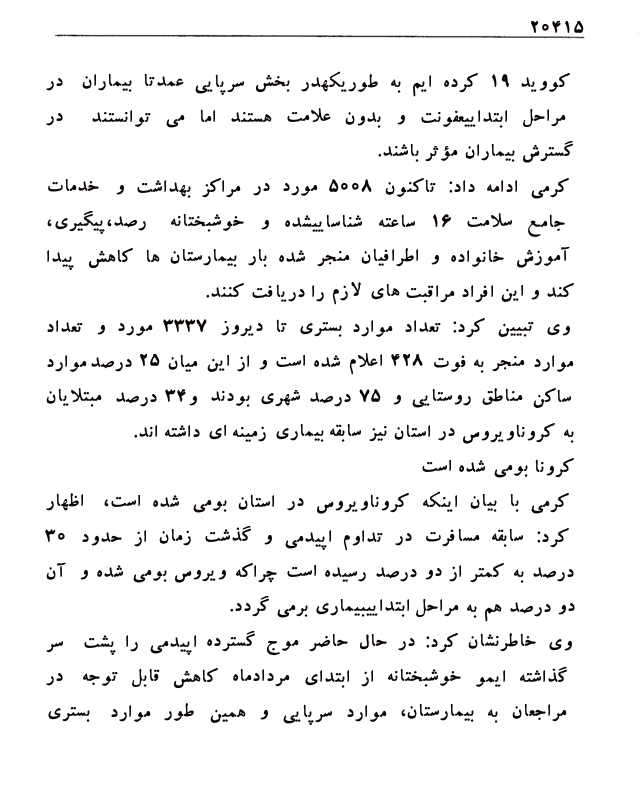 ۲۰۴۱۵
کووید ۱۹ کرده ایم به طوریکهدر بخش سرپایی عمدتا بیماران در
مراحل ابتداییعفونت و بدون علامت هستند اما می توانستند در
گسترش بیماران مؤثر باشند.
کرمی ادامه داد: تاکنون ۵۰۰۸ مورد در مراکز بهداشت و خدمات
جامع سلامت ۱۶ ساعته شناساییشده و خوشبختانه رصد،پیگیری،
آموزش خانواده و اطرافیان منجر شده بار بیمارستان ها کاهش پیدا
کند و این افراد مراقبت های لازم را دریافت کنند.
وی تبیین کرد: تعداد موارد بستری تا دیروز ۳۳۳۷ مورد و تعداد
موارد منجر به فوت ۴۲۸ اعلام شده است و از این میان ۲۵ درصد موارد
ساکن مناطق روستایی و ۷۵ درصد شهری بودند و۳۴ درصد مبتلایان
به کروناویروس در استان نیز سابقه بیماری زمینه ای داشته اند.
کرونا بومی شده است
کرمی با بیان اینکه کروناویروس در استان بومی شده است، اظهار
کرد: سابقه مسافرت در تداوم اپیدمی و گذشت زمان از حدود ۳۰
درصد به کمتر از دو درصد رسیده است چراکه ویروس بومی شده و آن
دو درصد هم به مراحل ابتداییبیماری برمی گردد.
وی خاطرنشان کرد: در حال حاضر موج گسترده اپیدمی را پشت سر
گذاشته ایمو خوشبختانه از ابتدای مردادماه کاهش قابل توجه در
مراجعان به بیمارستان، موارد سرپایی و همین طور موارد بستری